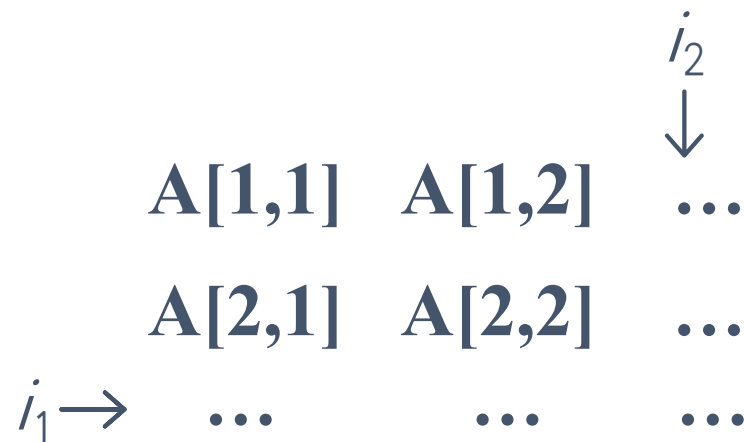 i₂
↓
A[1,1] A[1,2] ...
A[2,1] A[2,2] ...
i₁ → ... ... ...